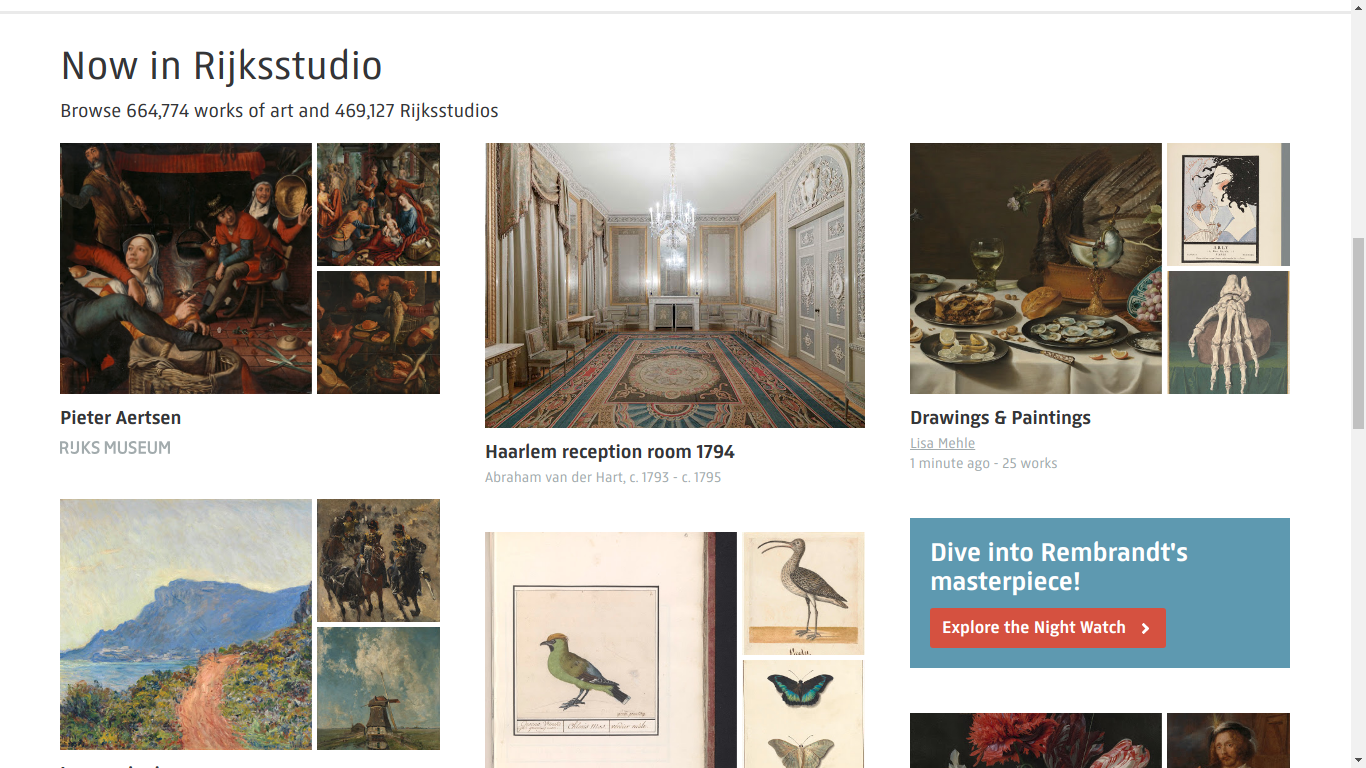 Now in Rijksstudio
Browse 664,774 works of art and 469,127 Rijksstudios
Pieter Aertsen
RIJKS MUSEUM
Haarlem reception room 1794
Abraham van der Hart, c. 1793 - c. 1795
Drawings & Paintings
Lisa Mehle
1 minute ago - 25 works
Dive into Rembrandt's
masterpiece!
Explore the Night Watch